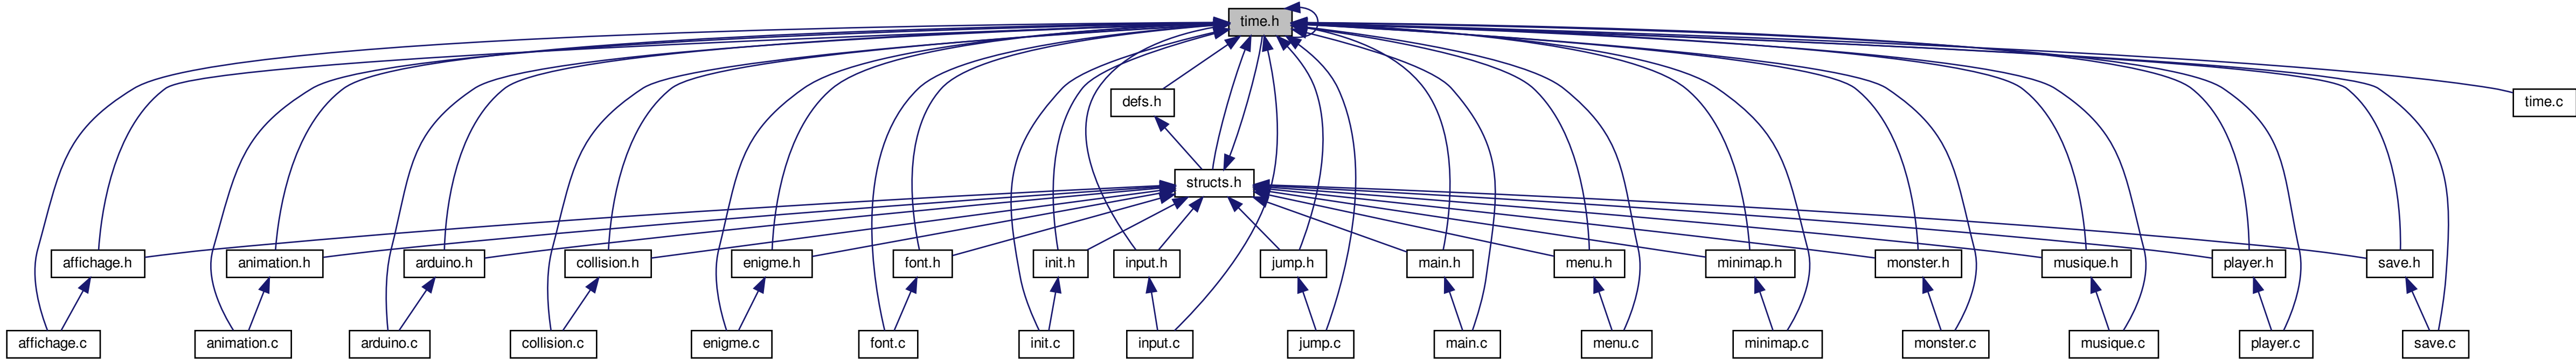 time.h
defs.h
time.c
structs.h
affichage.h
animation.h
arduino.h
collision.h
enigme.h
font.h
init.h
input.h
jump.h
main.h
menu.h
minimap.h
monster.h
musique.h
player.h
save.h
affichage.c
animation.c
arduino.c
collision.c
enigme.c
font.c
init.c
input.c
jump.c
main.c
menu.c
minimap.c
monster.c
musique.c
player.c
save.c